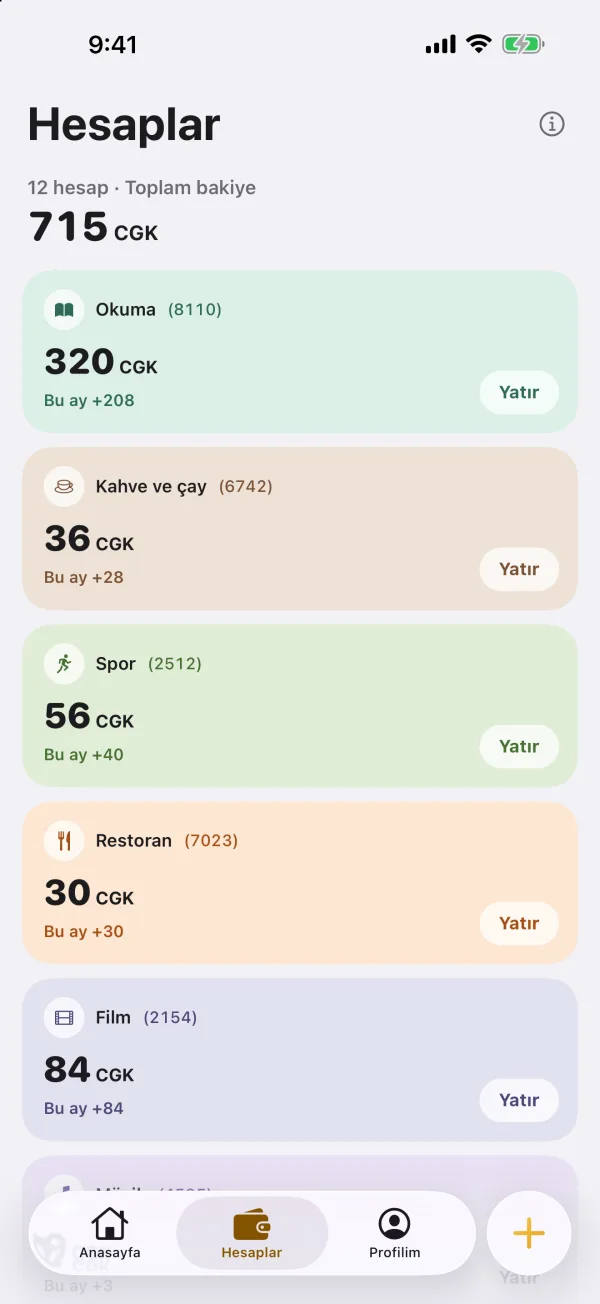 9:41
Hesaplar
12 hesap · Toplam bakiye
715 CGK
Okuma (8110)
320 CGK
Bu ay +208
Yatır
Kahve ve çay (6742)
36 CGK
Bu ay +28
Yatır
Spor (2512)
56 CGK
Bu ay +40
Yatır
Restoran (7023)
30 CGK
Bu ay +30
Yatır
Film (2154)
84 CGK
Bu ay +84
Yatır
Anasayfa
Hesaplar
Profilim
Bu ay +3
Yatır